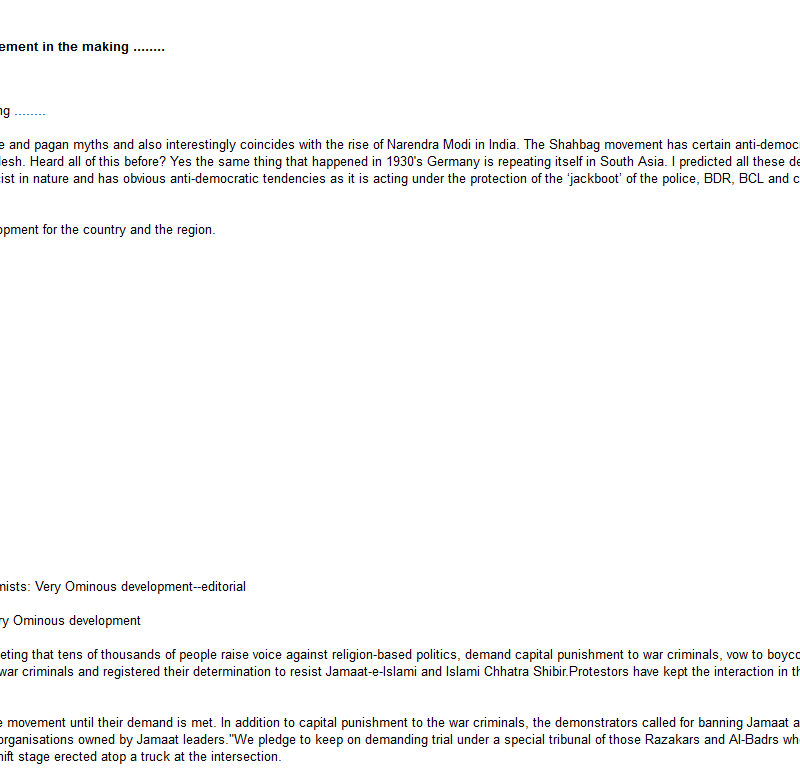 ement in the making ........
ng ........
e and pagan myths and also interestingly coincides with the rise of Narendra Modi in India. The Shahbag movement has certain anti-democ
lesh. Heard all of this before? Yes the same thing that happened in 1930's Germany is repeating itself in South Asia. I predicted all these de
ist in nature and has obvious anti-democratic tendencies as it is acting under the protection of the 'jackboot' of the police, BDR, BCL and c
opment for the country and the region.
mists: Very Ominous development--editorial
ry Ominous development
eting that tens of thousands of people raise voice against religion-based politics, demand capital punishment to war criminals, vow to boyco
war criminals and registered their determination to resist Jamaat-e-Islami and Islami Chhatra Shibir.Protestors have kept the interaction in th
e movement until their demand is met. In addition to capital punishment to the war criminals, the demonstrators called for banning Jamaat a
organisations owned by Jamaat leaders."We pledge to keep on demanding trial under a special tribunal of those Razakars and Al-Badrs wh
hift stage erected atop a truck at the intersection.